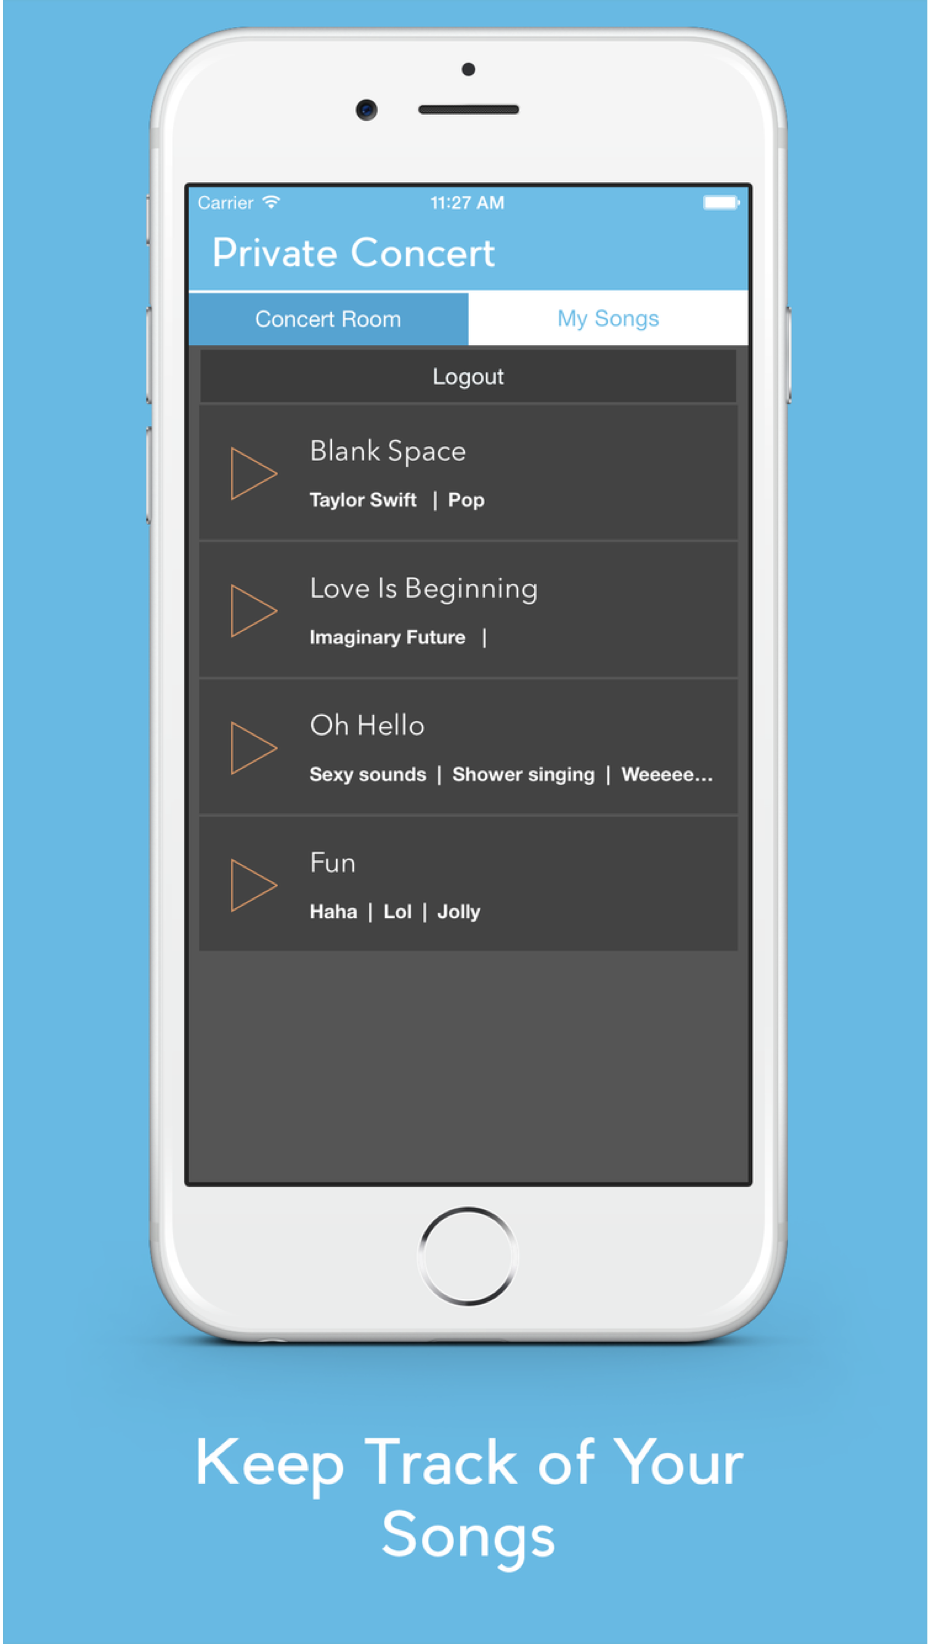 Carrier 11:27 AM
Private Concert
Concert Room My Songs
Logout
Blank Space
Taylor Swift | Pop
Love Is Beginning
Imaginary Future |
Oh Hello
Sexy sounds | Shower singing | Weeeee...
Fun
Haha | Lol | Jolly
Keep Track of Your
Songs